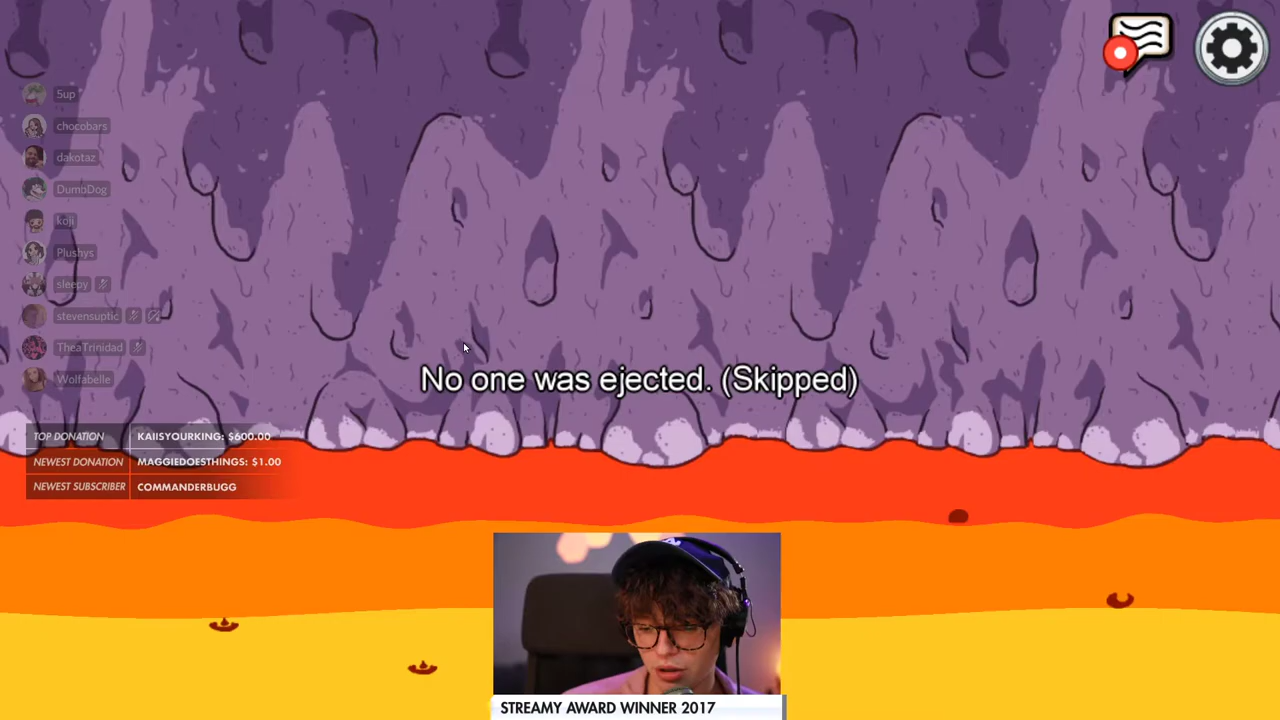 5up
chocobars
dakotaz
DumbDog
koji
Plushys
sleepy
stevensuptic
TheaTrinidad
Wolfabelle
No one was ejected. (Skipped)
TOP DONATION KAIISYOURKING: $600.00
NEWEST DONATION MAGGIEDOESTHINGS: $1.00
NEWEST SUBSCRIBER COMMANDERBUGG
STREAMY AWARD WINNER 2017